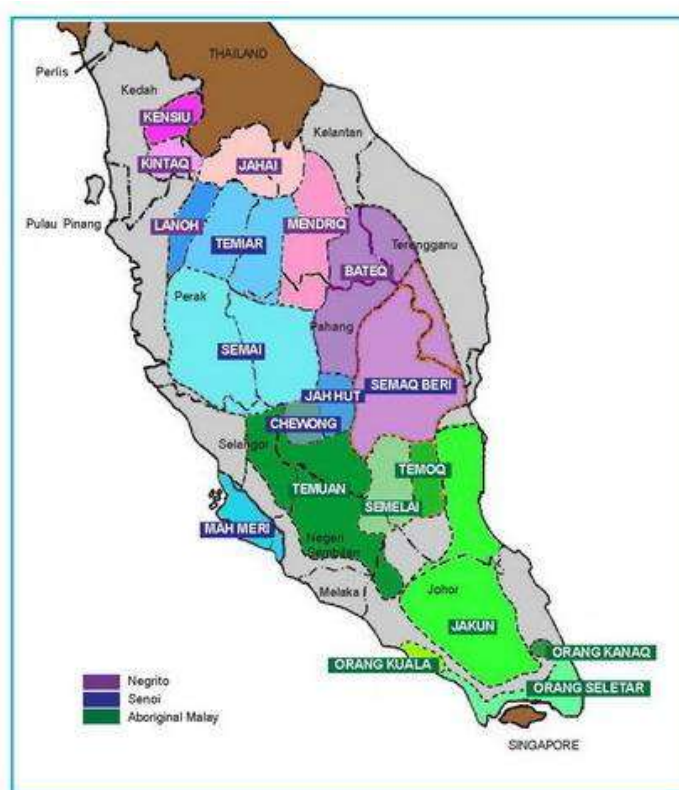 THAILAND
Perlis
Kedah
KENSIU
Kelantan
KINTAQ
JAHAI
Pulau Pinang
LANOH
MENDRIQ
TEMIAR
Terengganu
BATEQ
Perak
Pahang
SEMAI
SEMAQ BERI
JAH HUT
CHEWONG
Selangor
TEMOQ
TEMUAN
SEMELAI
MAH MERI
Negeri
Sembilan
Melaka
Johor
JAKUN
ORANG KANAQ
ORANG KUALA
ORANG SELETAR
Negrito
Senoi
Aboriginal Malay
SINGAPORE